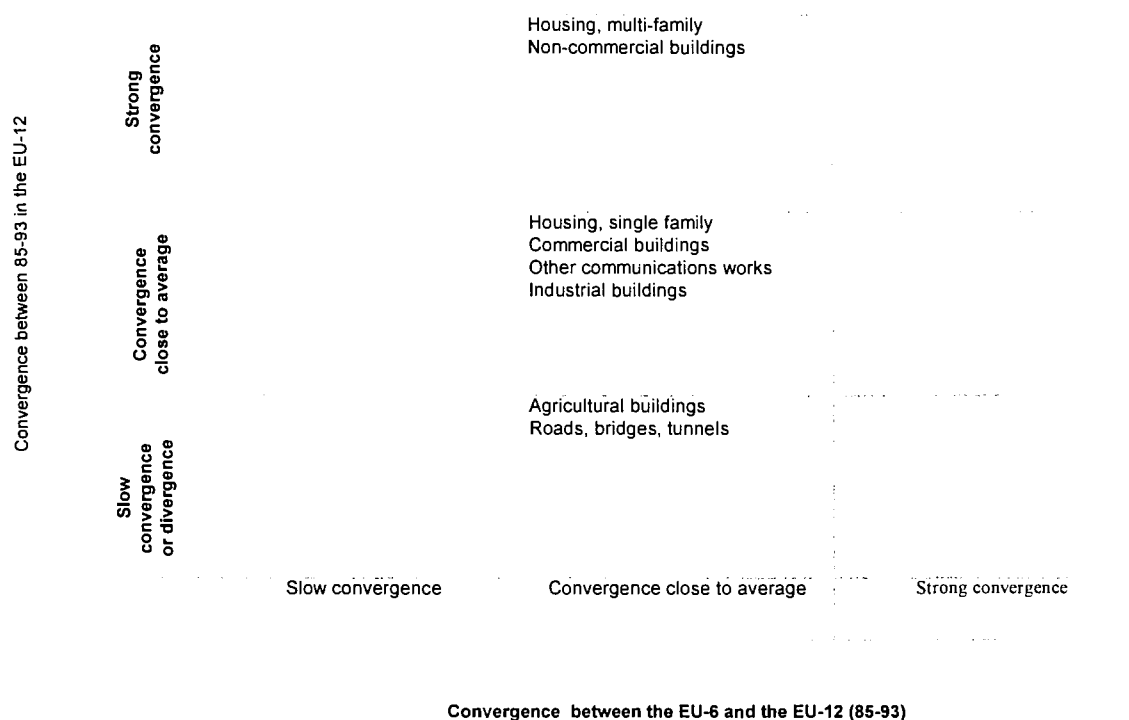 Convergence between 85-93 in the EU-12
Strong
convergence
Housing, multi-family
Non-commercial buildings
Convergence
close to average
Housing, single family
Commercial buildings
Other communications works
Industrial buildings
Slow
convergence
or divergence
Agricultural buildings
Roads, bridges, tunnels
Slow convergence
Convergence close to average
Strong convergence
Convergence between the EU-6 and the EU-12 (85-93)